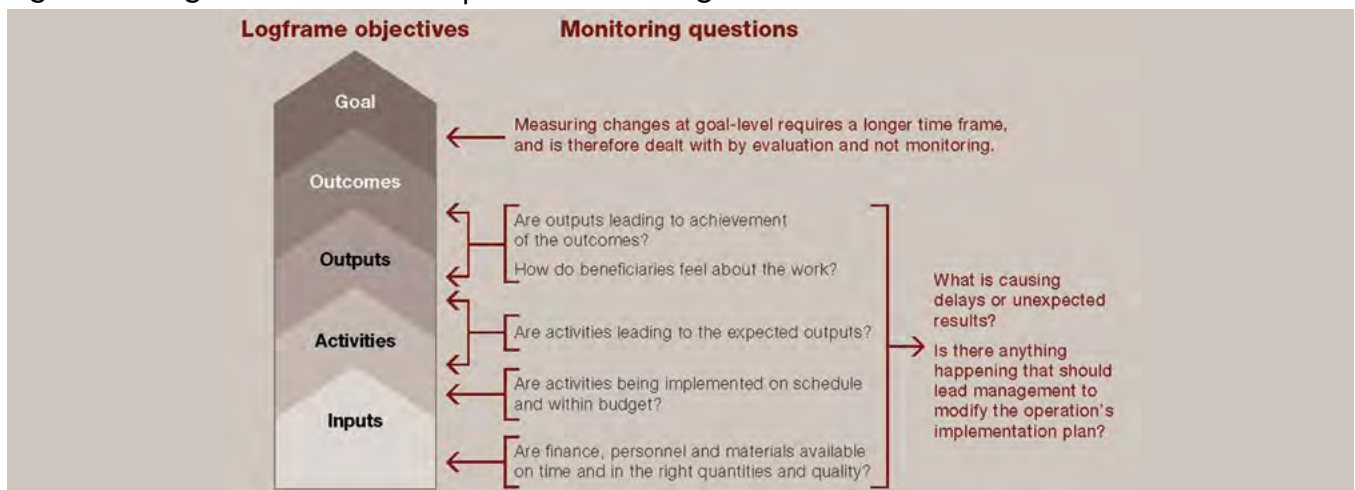 Logframe objectives
Monitoring questions
Goal
Outcomes
Outputs
Activities
Inputs
Measuring changes at goal-level requires a longer time frame,
and is therefore dealt with by evaluation and not monitoring.
Are outputs leading to achievement
of the outcomes?
How do beneficiaries feel about the work?
Are activities leading to the expected outputs?
Are activities being implemented on schedule
and within budget?
Are finance, personnel and materials available
on time and in the right quantities and quality?
What is causing
delays or unexpected
results?
Is there anything
happening that should
lead management to
modify the operation's
implementation plan?